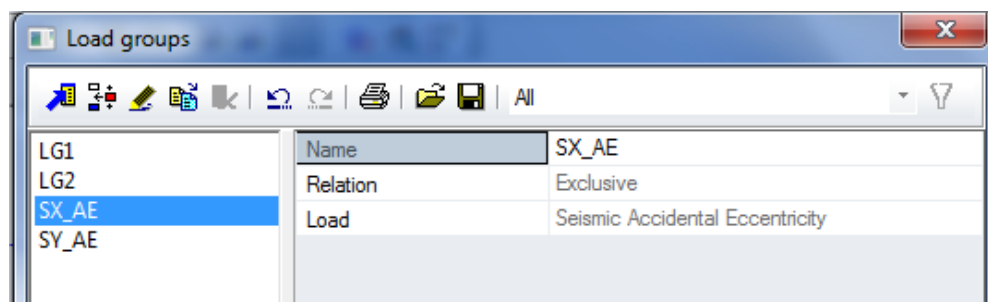 Load groups
All
LG1
LG2
SX_AE
SY_AE
Name SX_AE
Relation Exclusive
Load Seismic Accidental Eccentricity